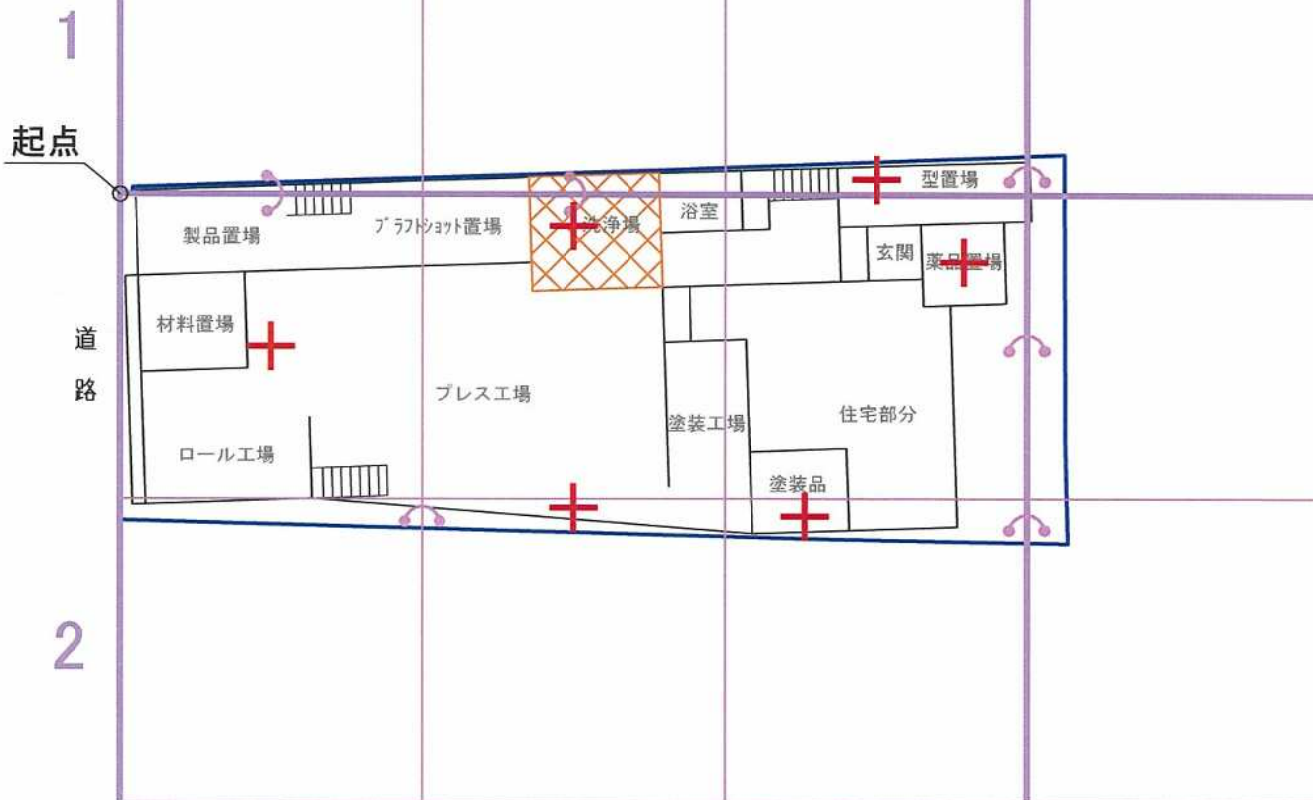 1
起点
型置場
浴室
洗浄場
ﾌﾞﾗﾌﾄｼｮｯﾄ置場
製品置場
玄関
薬品置場
材料置場
道
路
プレス工場
住宅部分
塗装工場
ロール工場
塗装品
2